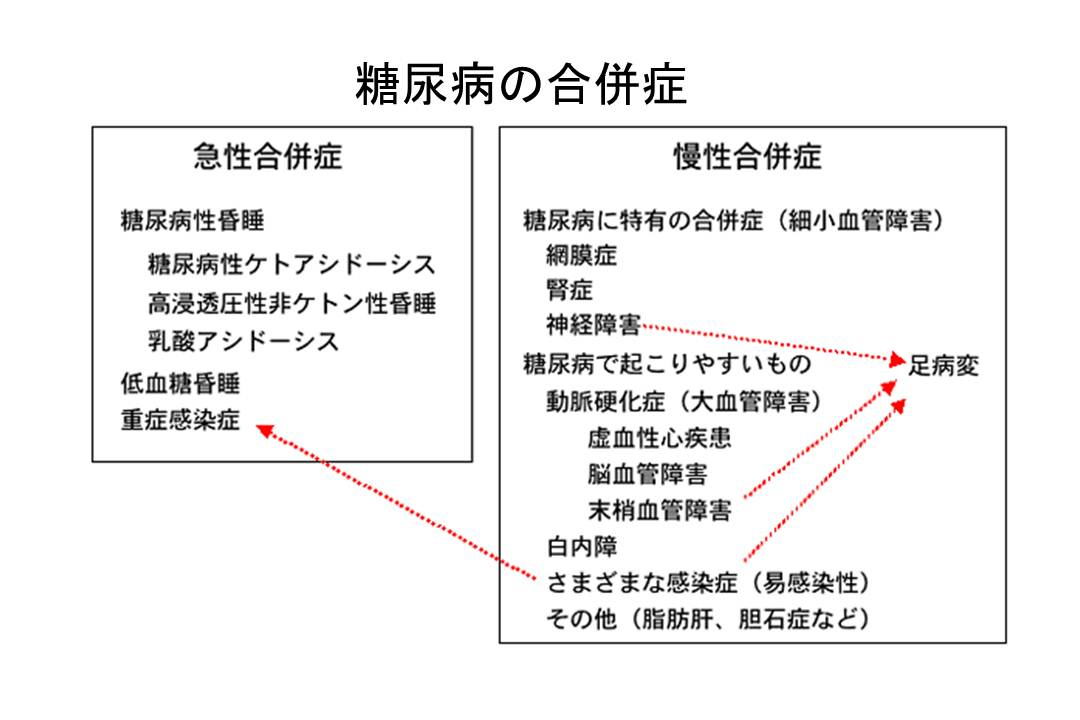 糖尿病の合併症
急性合併症
糖尿病性昏睡
糖尿病性ケトアシドーシス
高浸透圧性非ケトン性昏睡
乳酸アシドーシス
低血糖昏睡
重症感染症
慢性合併症
糖尿病に特有の合併症（細小血管障害）
網膜症
腎症
神経障害
糖尿病で起こりやすいもの
動脈硬化症（大血管障害）
虚血性心疾患
脳血管障害
末梢血管障害
白内障
さまざまな感染症（易感染性）
その他（脂肪肝、胆石症など）
足病変